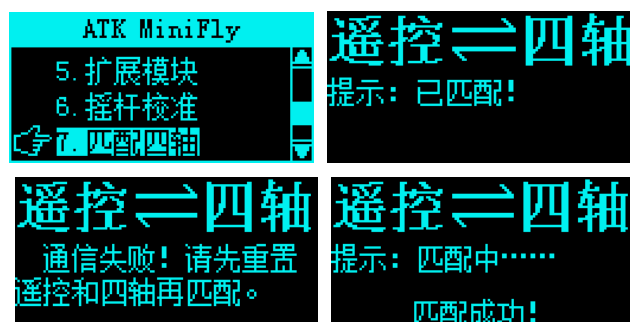 ATK MiniFly
5.扩展模块
6.摇杆校准
7.匹配四轴
遥控⇌四轴
提示：已匹配！
遥控⇌四轴
通信失败！请先重置
遥控和四轴再匹配。
遥控⇌四轴
提示：匹配中……
匹配成功！